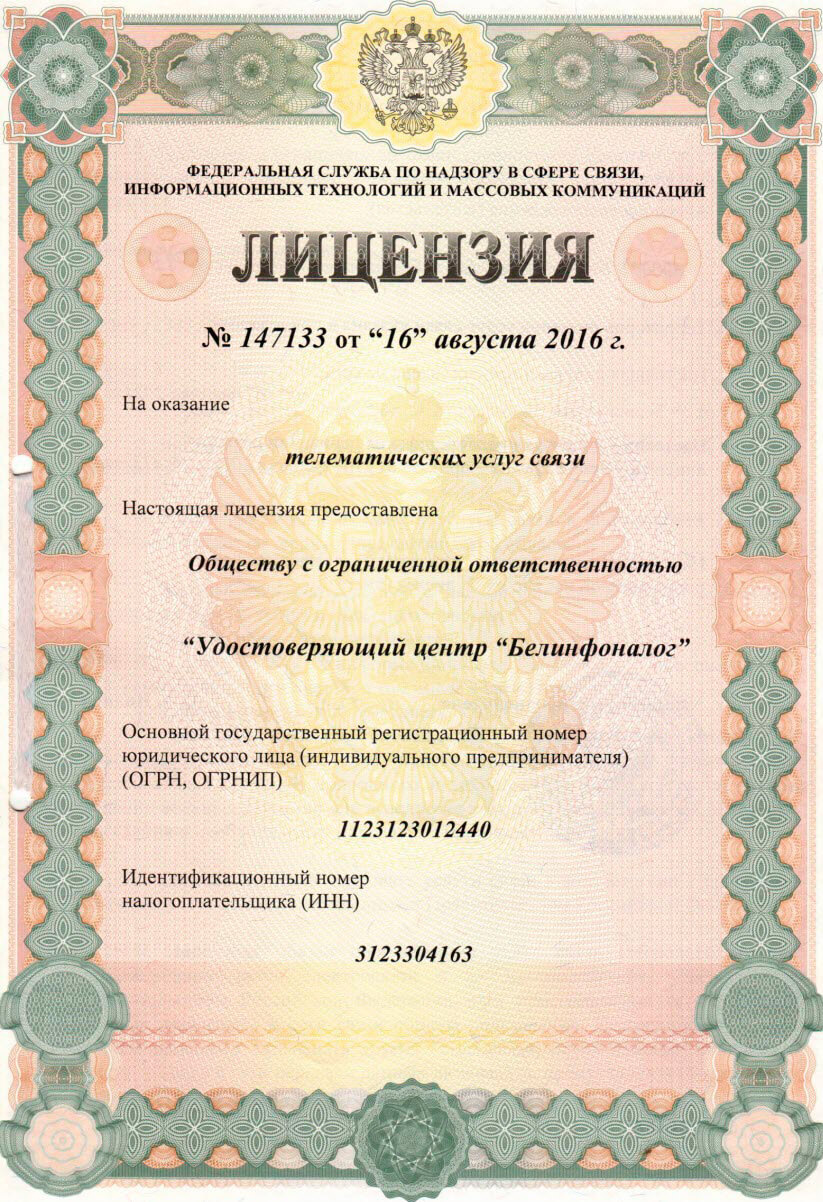 ФЕДЕРАЛЬНАЯ СЛУЖБА ПО НАДЗОРУ В СФЕРЕ СВЯЗИ,
ИНФОРМАЦИОННЫХ ТЕХНОЛОГИЙ И МАССОВЫХ КОММУНИКАЦИЙ
ЛИЦЕНЗИЯ
№ 147133 от “16” августа 2016 г.
На оказание
телематических услуг связи
Настоящая лицензия предоставлена
Обществу с ограниченной ответственностью
“Удостоверяющий центр “Белинфоналог”
Основной государственный регистрационный номер
юридического лица (индивидуального предпринимателя)
(ОГРН, ОГРНИП)
1123123012440
Идентификационный номер
налогоплательщика (ИНН)
3123304163